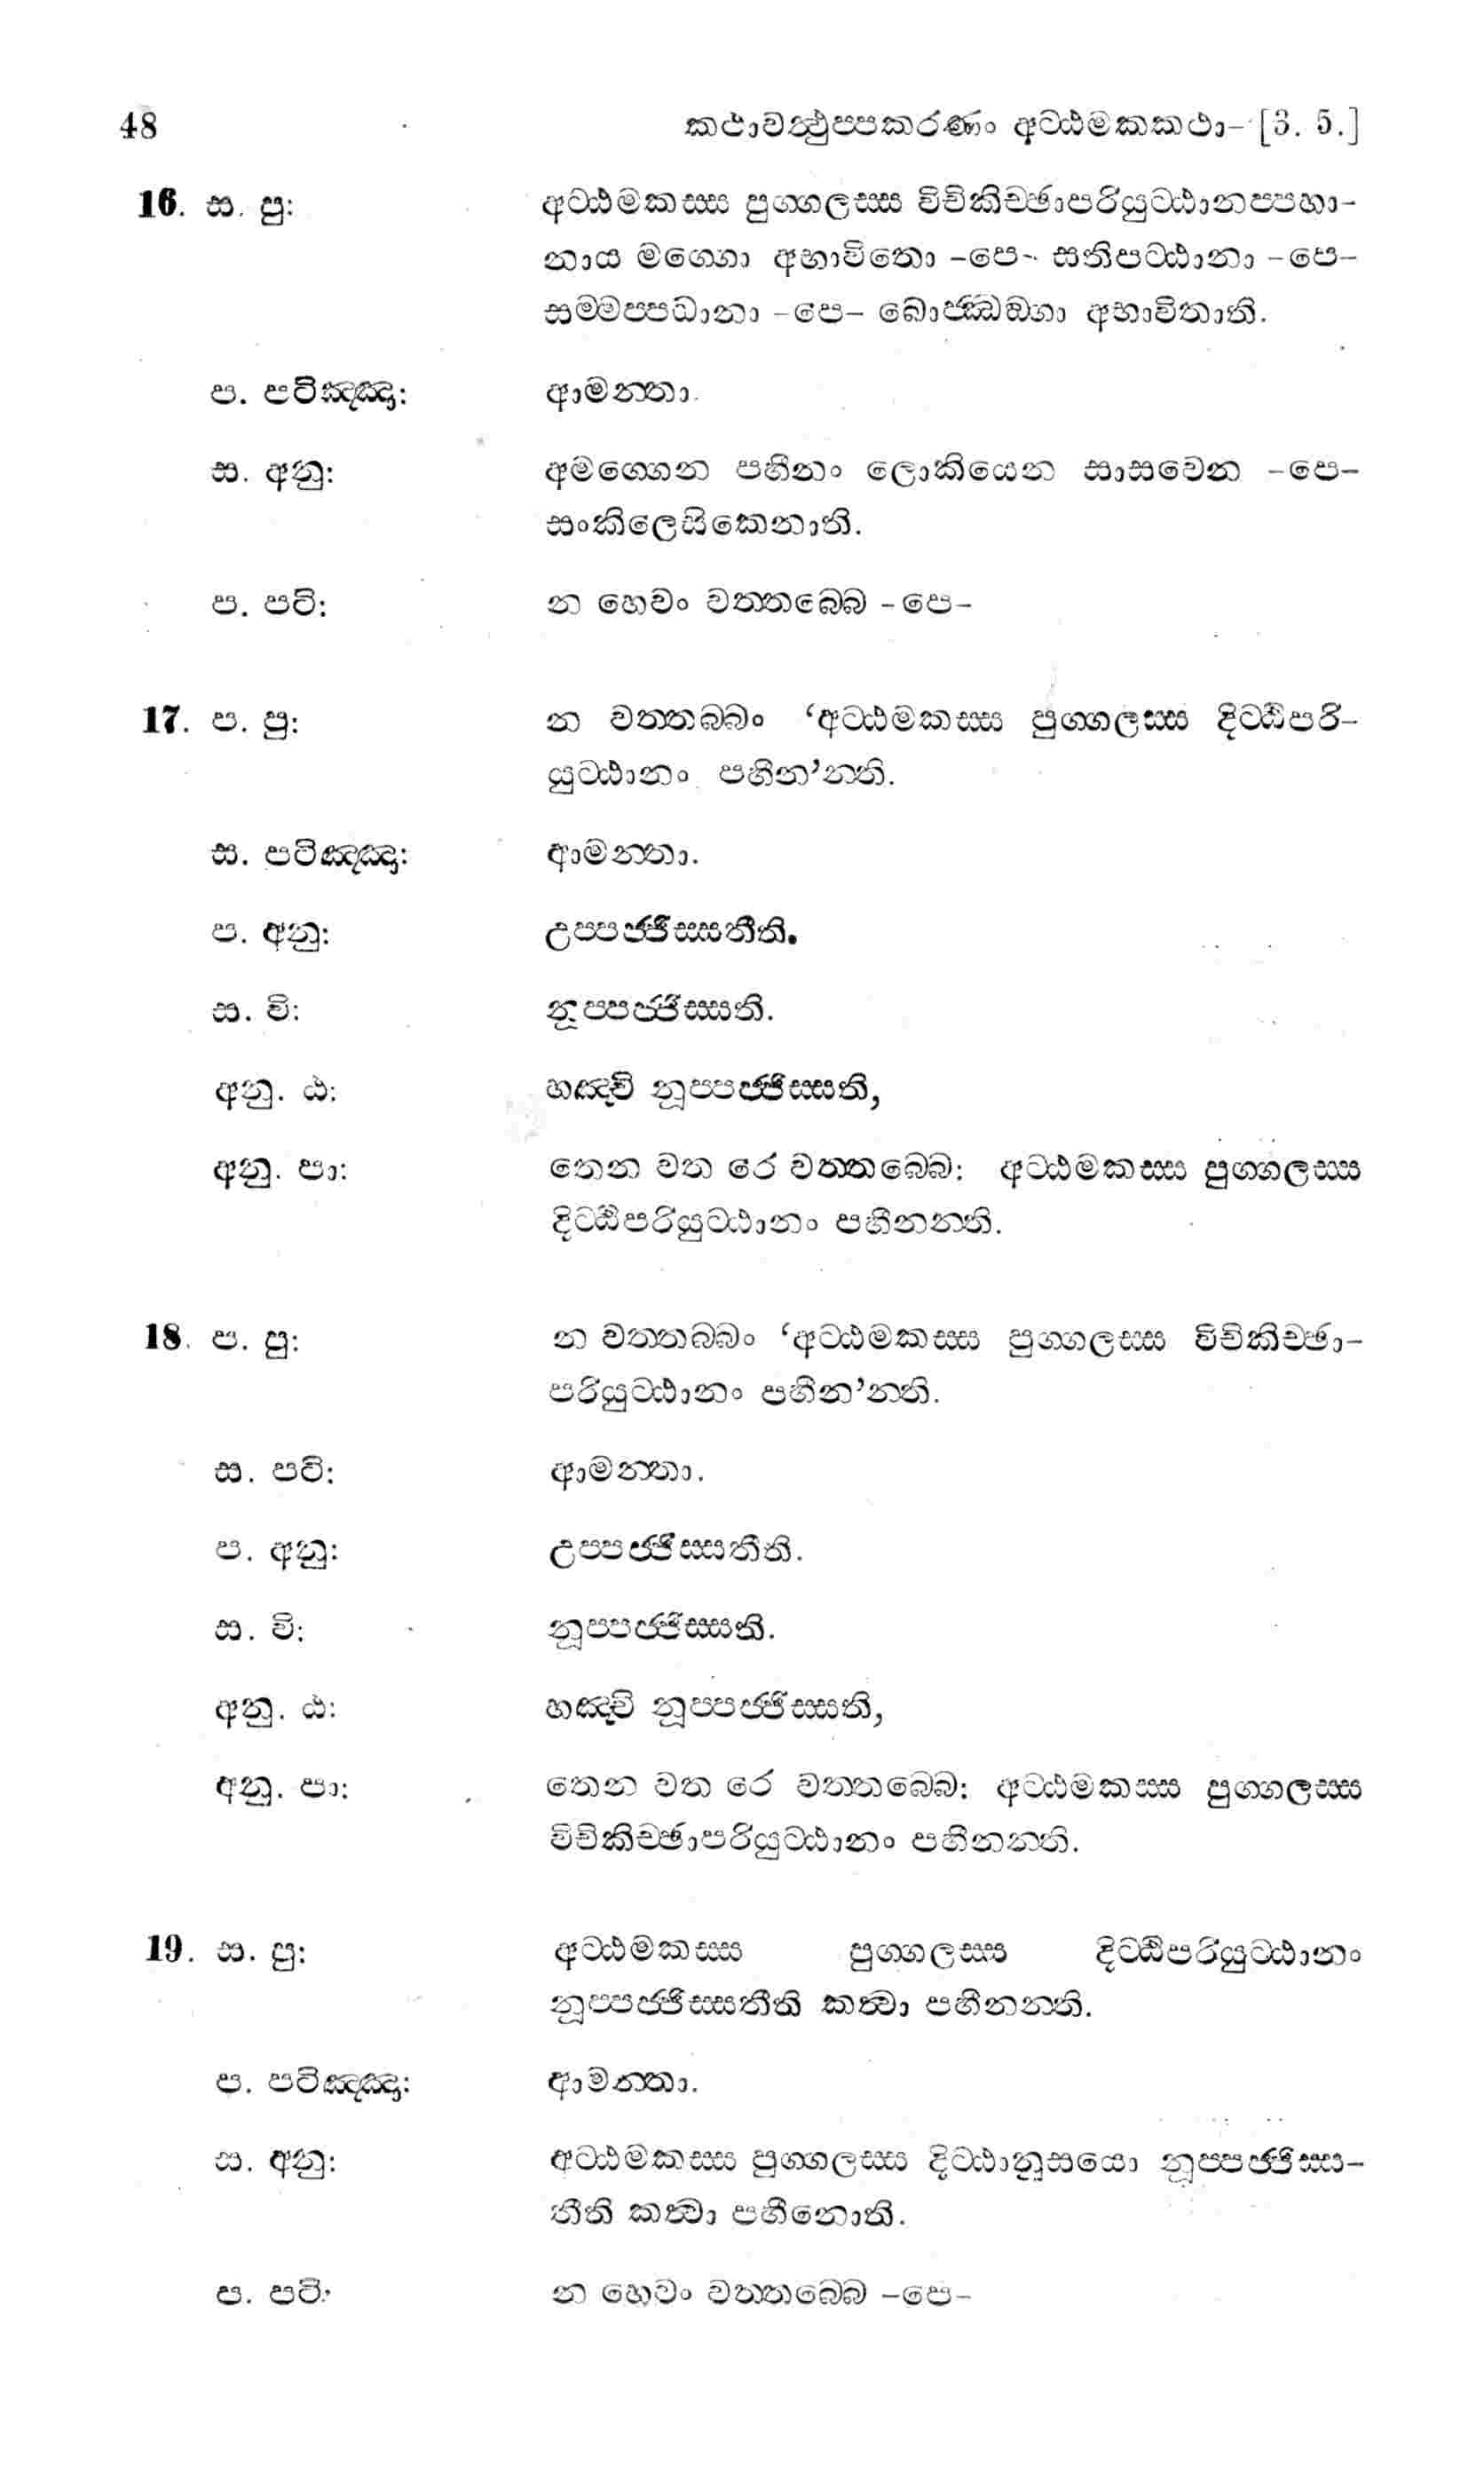 48 කථාවත්‍ථුප්‍පකරණං අට්‍ඨමකකථා- [3. 5.]
16. ස. පු: අට්‍ඨමකස්‍ස පුග්‍ගලස්‍ස විචිකිච්ඡාපරියුට්‍ඨානප්‍පහා-
නාය මග්‍ගො අභාවිතො -පෙ- සතිපට්‍ඨානා -පෙ-
සම්‍මප්‍පධානා -පෙ- බොජ්ඣඞ්ගා අභාවිතාති.
ප. පටිඤ්ඤා: ආමන්‍තා.
ස. අනු: අමග්‍ගෙන පහීනං ලොකියෙන සාසවෙන -පෙ-
සංකිලෙසිකෙනාති.
ප. පටි: න හෙවං වත්‍තබ්බෙ -පෙ-
17. ප. පු: න වත්‍තබ්බං ‘අට්‍ඨමකස්‍ස පුග්‍ගලස්‍ස දිට්ඨිපරි-
යුට්‍ඨානං පහීන’න්ති.
ස. පටිඤ්ඤා: ආමන්‍තා.
ප. අනු: උප්‍පජ්ජිස්‍සතීති.
ස. වි: නූප්‍පජ්ජිස්‍සති.
අනු. ඨ: හඤ්චි නූප්‍පජ්ජිස්‍සති,
අනු. පා: තෙන වත රෙ වත්‍තබ්බෙ: අට්‍ඨමකස්‍ස පුග්‍ගලස්‍ස
දිට්ඨිපරියුට්‍ඨානං පහීනන්ති.
18. ප. පු: න වත්‍තබ්බං ‘අට්‍ඨමකස්‍ස පුග්‍ගලස්‍ස විචිකිච්ඡා-
පරියුට්‍ඨානං පහීන’න්ති.
ස. පටි: ආමන්‍තා.
ප. අනු: උප්‍පජ්ජිස්‍සතීති.
ස. වි: නූප්‍පජ්ජිස්‍සති.
අනු. ඨ: හඤ්චි නූප්‍පජ්ජිස්‍සති,
අනු. පා: තෙන වත රෙ වත්‍තබ්බෙ: අට්‍ඨමකස්‍ස පුග්‍ගලස්‍ස
විචිකිච්ඡාපරියුට්‍ඨානං පහීනන්ති.
19. ස. පු: අට්‍ඨමකස්‍ස පුග්‍ගලස්‍ස දිට්ඨිපරියුට්‍ඨානං
නූප්‍පජ්ජිස්‍සතීති කත්‍වා පහීනන්ති.
ප. පටිඤ්ඤා: ආමන්‍තා.
ස. අනු: අට්‍ඨමකස්‍ස පුග්‍ගලස්‍ස දිට්‍ඨානුසයො නූප්‍පජ්ජිස්‍ස-
තීති කත්‍වා පහීනොති.
ප. පටි: න හෙවං වත්‍තබ්බෙ -පෙ-